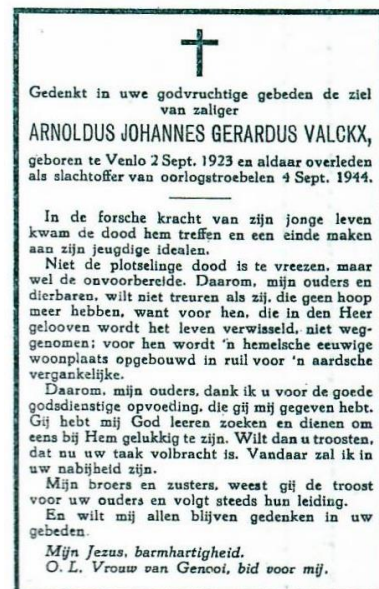 Gedenkt in uwe godvruchtige gebeden de ziel
van zaliger
ARNOLDUS JOHANNES GERARDUS VALCKX,
geboren te Venlo 2 Sept. 1923 en aldaar overleden
als slachtoffer van oorlogstroebelen 4 Sept. 1944.
In de forsche kracht van zijn jonge leven
kwam de dood hem treffen en een einde maken
aan zijn jeugdige idealen.
Niet de plotselinge dood is te vreezen, maar
wel de onvoorbereide. Daarom, mijn ouders en
dierbaren, wilt niet treuren als zij, die geen hoop
meer hebben, want voor hen, die in den Heer
gelooven wordt het leven verwisseld, niet weg-
genomen; voor hen wordt 'n hemelsche eeuwige
woonplaats opgebouwd in ruil voor 'n aardsche
vergankelijke.
Daarom, mijn ouders, dank ik u voor de goede
godsdienstige opvoeding, die gij mij gegeven hebt.
Gij hebt mij God leeren zoeken en dienen om
eens bij Hem gelukkig te zijn. Wilt dan u troosten,
dat nu uw taak volbracht is. Vandaar zal ik in
uw nabijheid zijn.
Mijn broers en zusters, weest gij de troost
voor uw ouders en volgt steeds hun leiding.
En wilt mij allen blijven gedenken in uw
gebeden.
Mijn Jezus, barmhartigheid.
O. L. Vrouw van Genooi, bid voor mij.